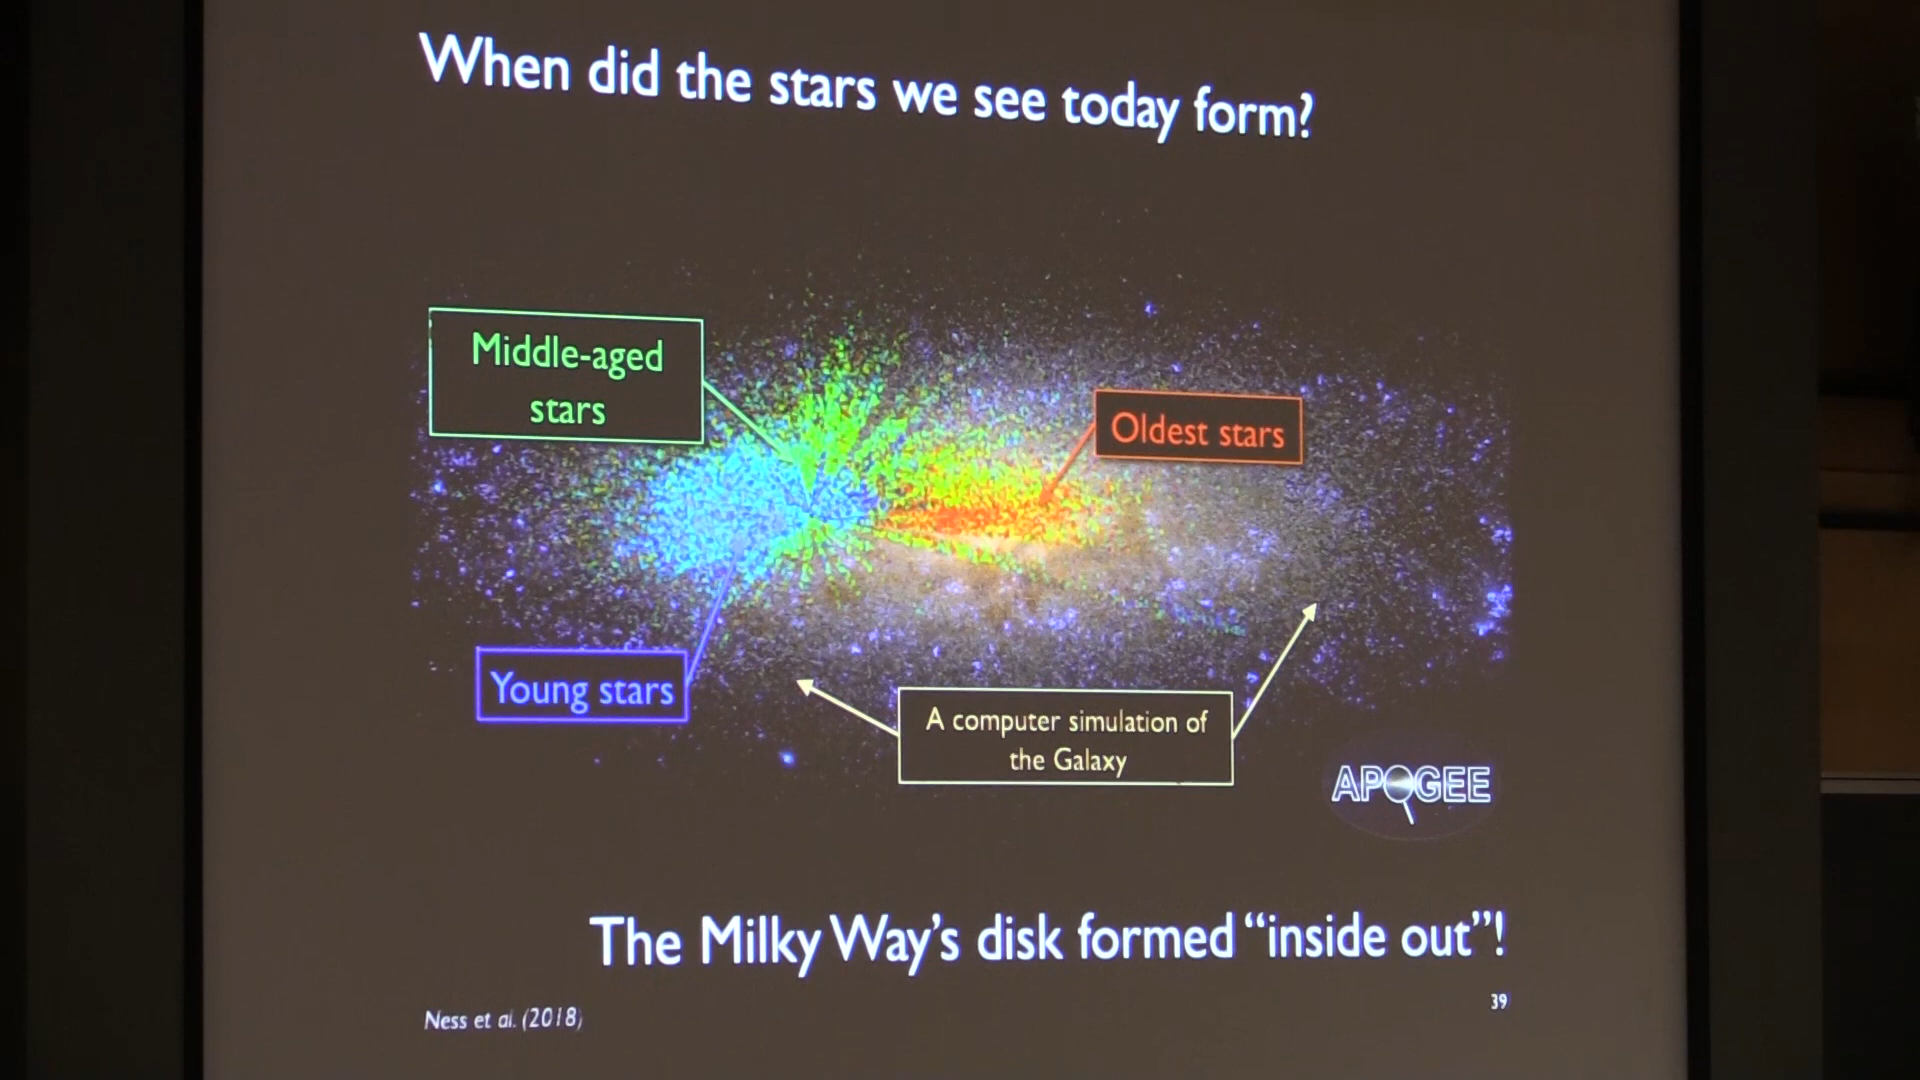 When did the stars we see today form?
Middle-aged
stars
Oldest stars
Young stars
A computer simulation of
the Galaxy
APOGEE
The Milky Way's disk formed “inside out”!
39
Ness et al. (2018)